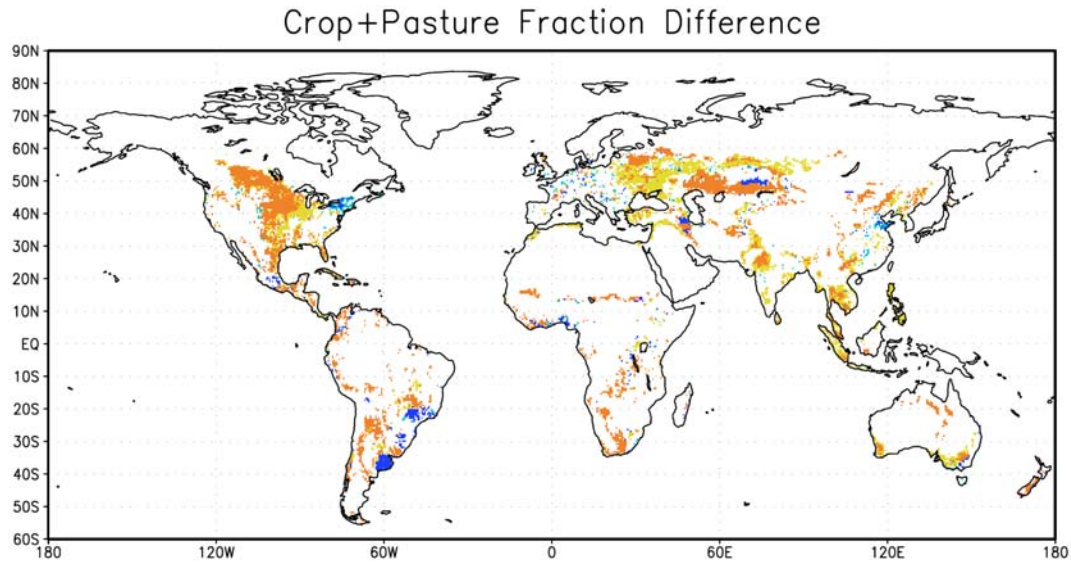 Crop+Pasture Fraction Difference
90N
80N
70N
60N
50N
40N
30N
20N
10N
EQ
10S
20S
30S
40S
50S
60S
180 120W 60W 0 60E 120E 180